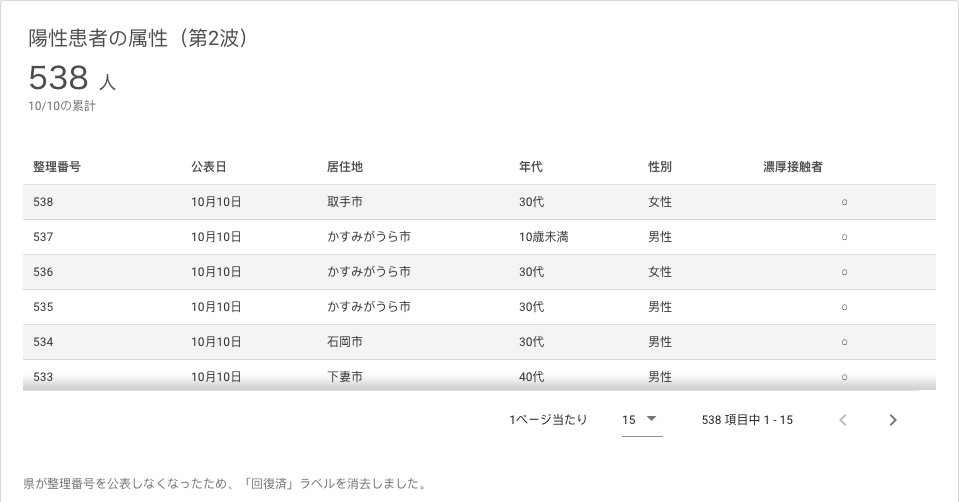 陽性患者の属性（第2波）
538 人
10/10の累計
整理番号 公表日 居住地 年代 性別 濃厚接触者
538 10月10日 取手市 30代 女性 ○
537 10月10日 かすみがうら市 10歳未満 男性 ○
536 10月10日 かすみがうら市 30代 女性 ○
535 10月10日 かすみがうら市 30代 男性 ○
534 10月10日 石岡市 30代 男性 ○
533 10月10日 下妻市 40代 男性 ○
1ページ当たり 15 538 項目中 1 - 15
県が整理番号を公表しなくなったため、「回復済」ラベルを消去しました。